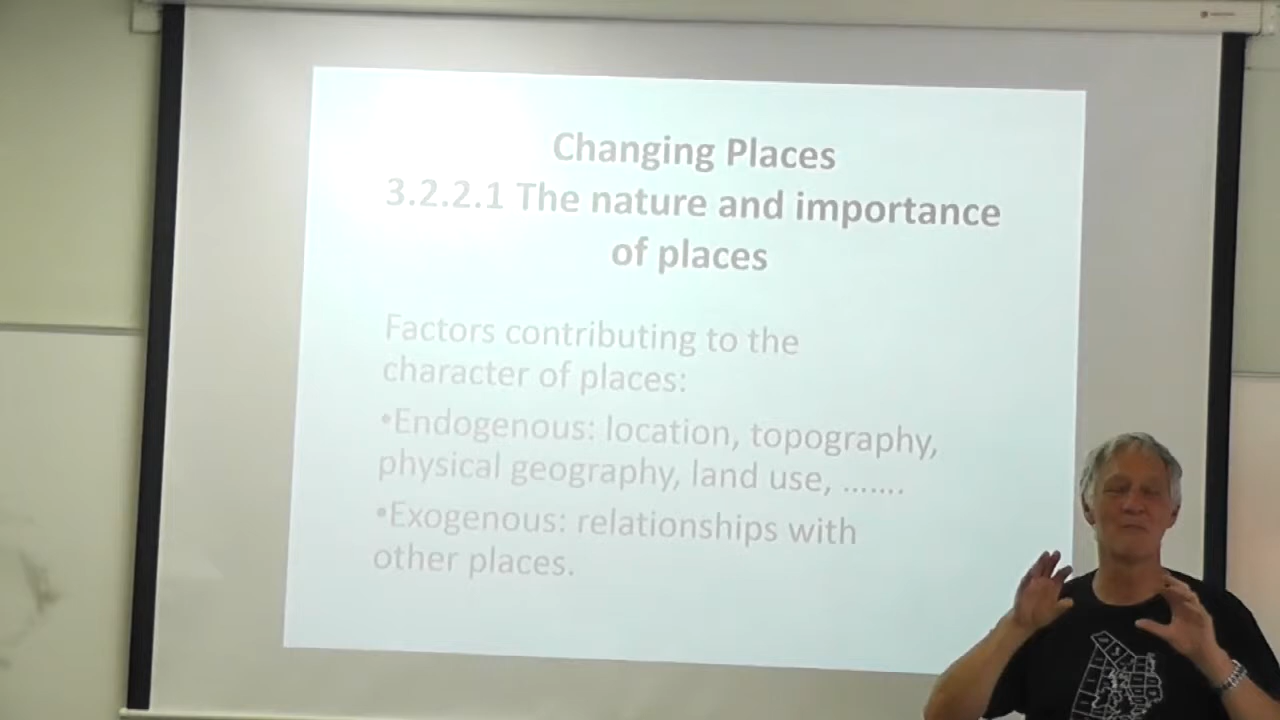 Changing Places
3.2.2.1 The nature and importance
of places
Factors contributing to the
character of places:
•Endogenous: location, topography,
physical geography, land use, .......
•Exogenous: relationships with
other places.